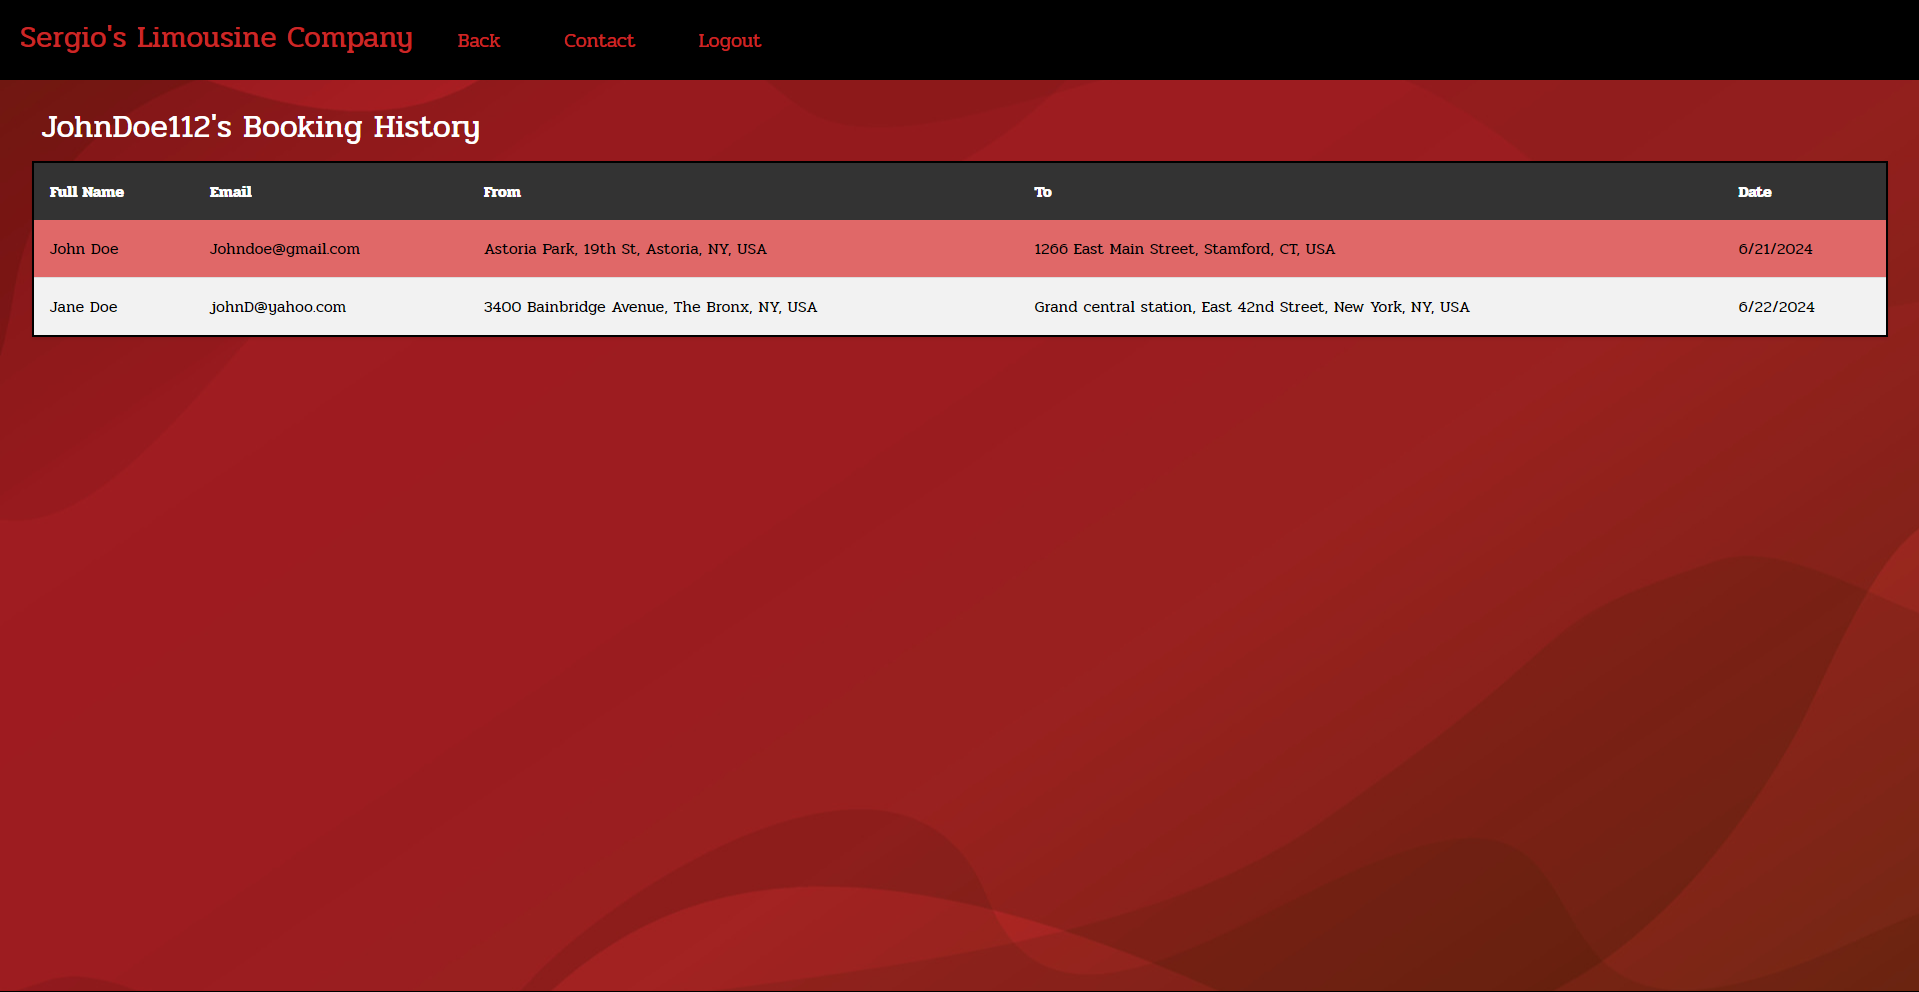 Sergio's Limousine Company Back Contact Logout
JohnDoe112's Booking History
Full Name Email From To Date
John Doe Johndoe@gmail.com Astoria Park, 19th St, Astoria, NY, USA 1266 East Main Street, Stamford, CT, USA 6/21/2024
Jane Doe johnD@yahoo.com 3400 Bainbridge Avenue, The Bronx, NY, USA Grand central station, East 42nd Street, New York, NY, USA 6/22/2024